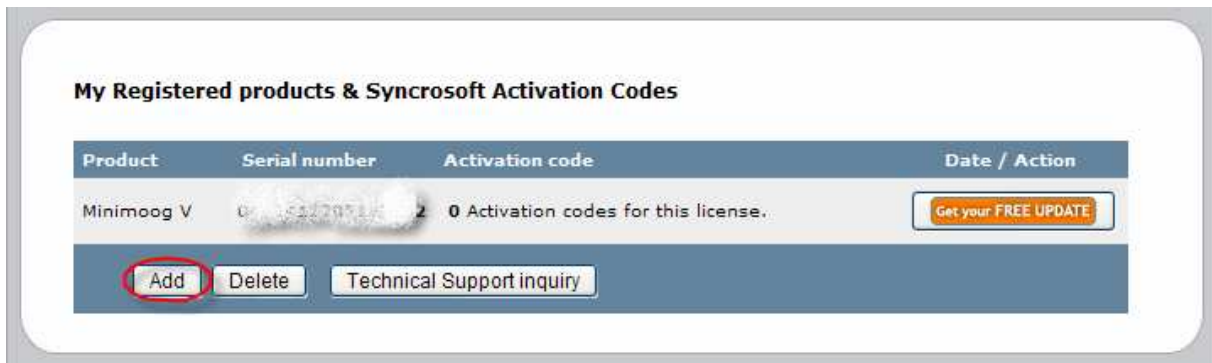 My Registered products & Syncrosoft Activation Codes
Product Serial number Activation code Date / Action
Minimoog V 0 Activation codes for this license. Get your FREE UPDATE
Add Delete Technical Support inquiry